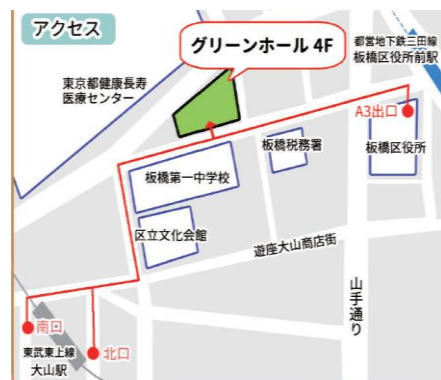 アクセス
グリーンホール 4F
都営地下鉄三田線
板橋区役所前駅
東京都健康長寿
医療センター
A3出口
板橋税務署
板橋区役所
板橋第一中学校
区立文化会館
遊座大山商店街
山手通り
南口
北口
東武東上線
大山駅